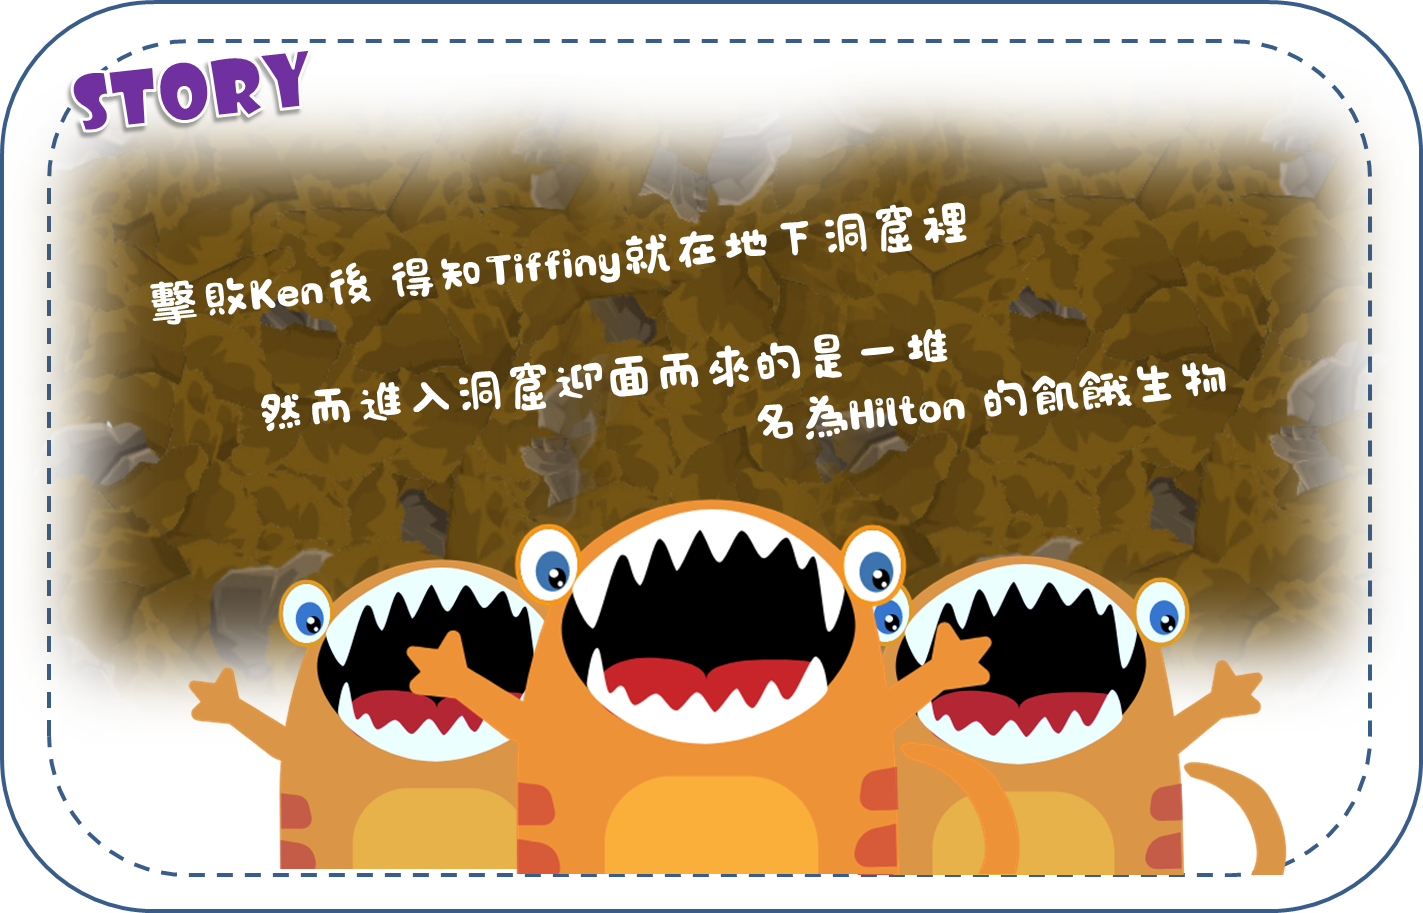 STORY
擊敗Ken後 得知Tiffiny就在地下洞窟裡
然而進入洞窟迎面而來的是一堆
名為Hilton 的飢餓生物